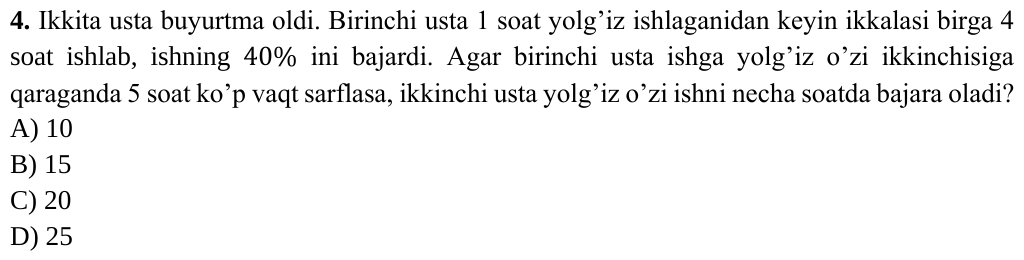 4. Ikkita usta buyurtma oldi. Birinchi usta 1 soat yolg’iz ishlaganidan keyin ikkalasi birga 4
soat ishlab, ishning 40% ini bajardi. Agar birinchi usta ishga yolg’iz o’zi ikkinchisiga
qaraganda 5 soat ko’p vaqt sarflasa, ikkinchi usta yolg’iz o’zi ishni necha soatda bajara oladi?
A) 10
B) 15
C) 20
D) 25